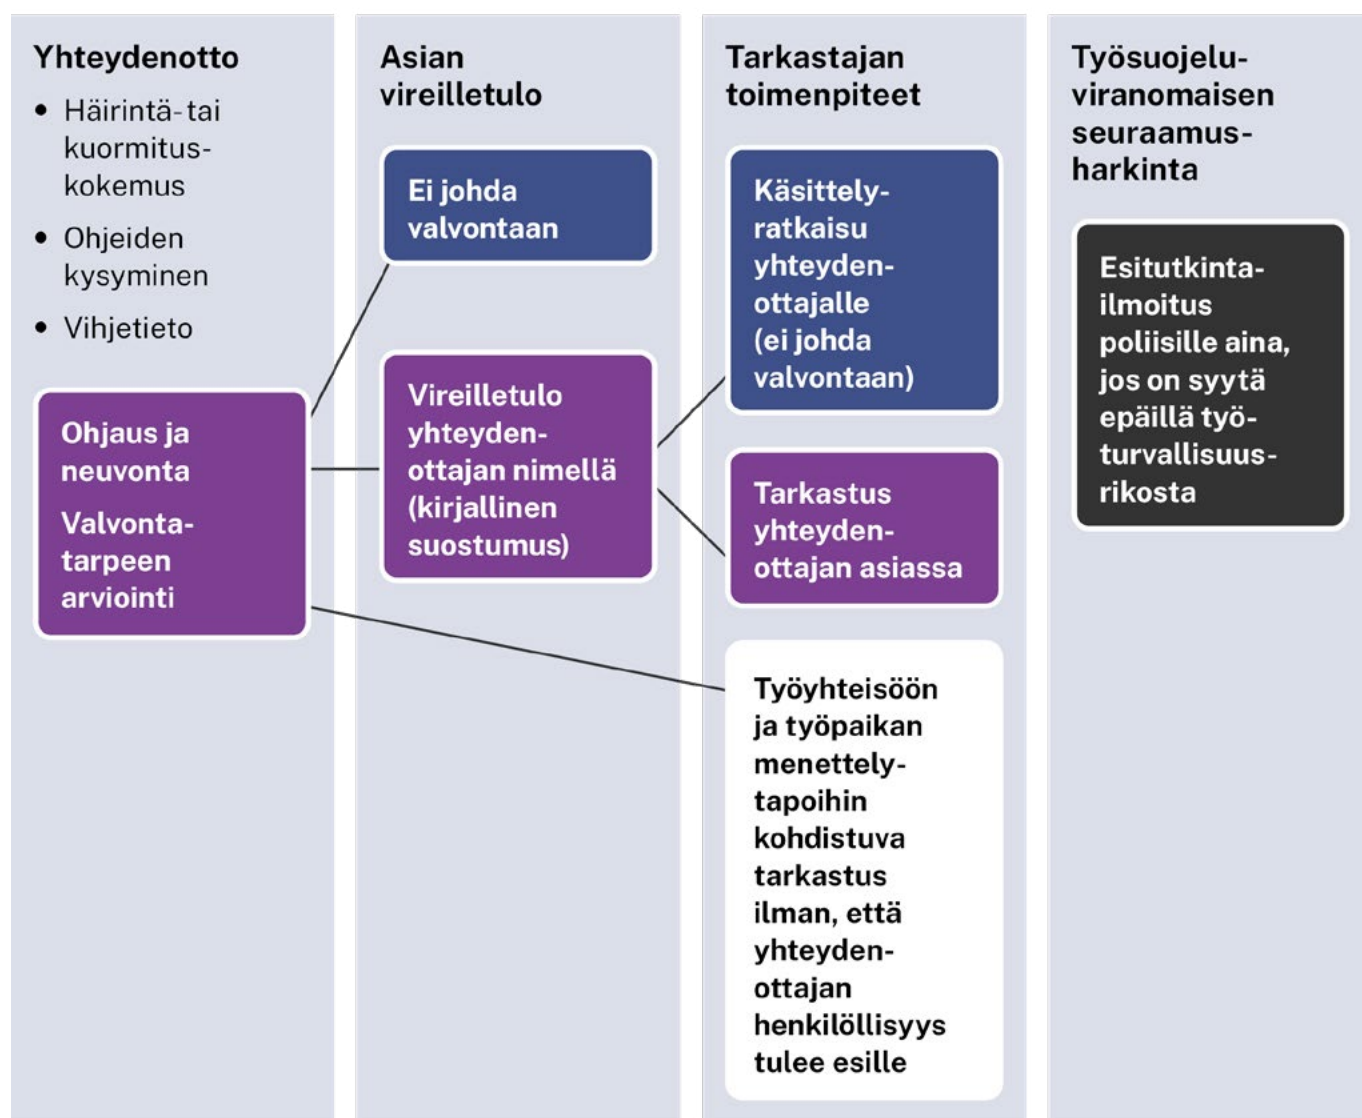 Yhteydenotto
• Häirintä- tai
kuormitus-
kokemus
• Ohjeiden
kysyminen
• Vihjetieto
Ohjaus ja
neuvonta
Valvonta-
tarpeen
arviointi
Asian
vireilletulo
Ei johda
valvontaan
Vireilletulo
yhteyden-
ottajan nimellä
(kirjallinen
suostumus)
Tarkastajan
toimenpiteet
Käsittely-
ratkaisu
yhteyden-
ottajalle
(ei johda
valvontaan)
Tarkastus
yhteyden-
ottajan asiassa
Työyhteisöön
ja työpaikan
menettely-
tapoihin
kohdistuva
tarkastus
ilman, että
yhteyden-
ottajan
henkilöllisyys
tulee esille
Työsuojelu-
viranomaisen
seuraamus-
harkinta
Esitutkinta-
ilmoitus
poliisille aina,
jos on syytä
epäillä työ-
turvallisuus-
rikosta